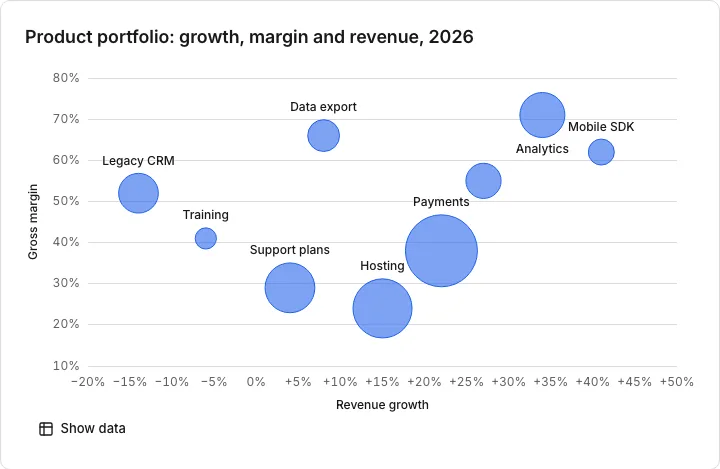 Product portfolio: growth, margin and revenue, 2026
80%
70%
60%
50%
40%
30%
20%
10%
Gross margin
Data export
Mobile SDK
Analytics
Legacy CRM
Payments
Training
Support plans
Hosting
−20%
−15%
−10%
−5%
0%
+5%
+10%
+15%
+20%
+25%
+30%
+35%
+40%
+45%
+50%
Revenue growth
Show data